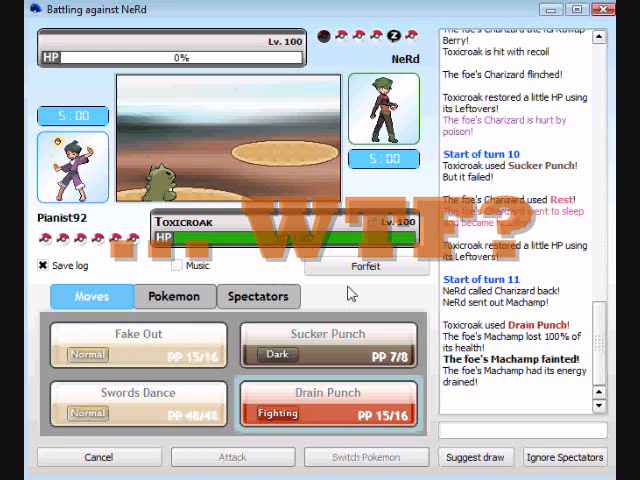 Battling against NeRd
Lv. 100
HP
0%
NeRd
5:00
5:00
Pianist92
TOXICROAK
Lv. 100
HP
... WTF?
Save log
Music
Forfeit
Moves
Pokemon
Spectators
Fake Out
Normal
PP 15/16
Sucker Punch
Dark
PP 7/8
Swords Dance
Normal
PP 48/48
Drain Punch
Fighting
PP 15/16
Cancel
Attack
Switch Pokemon
Berry!
Toxicroak is hit with recoil
The foe's Charizard flinched!
Toxicroak restored a little HP using
its Leftovers!
The foe's Charizard is hurt by
poison!
Start of turn 10
Toxicroak used Sucker Punch!
But it failed!
The foe's Charizard used Rest!
The foe's Charizard went to sleep
and became healthy!
Toxicroak restored a little HP using
its Leftovers!
Start of turn 11
NeRd called Charizard back!
NeRd sent out Machamp!
Toxicroak used Drain Punch!
The foe's Machamp lost 100% of
its health!
The foe's Machamp fainted!
The foe's Machamp had its energy
drained!
Suggest draw
Ignore Spectators